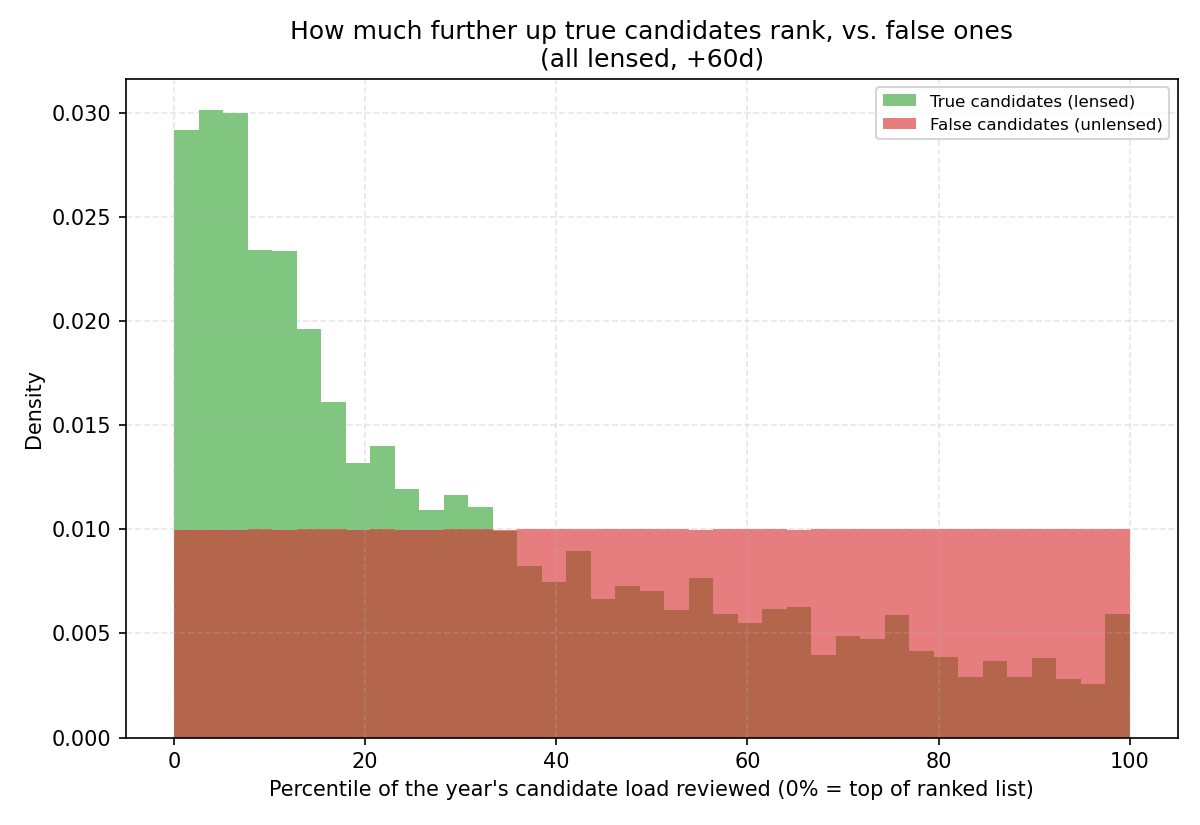 How much further up true candidates rank, vs. false ones
(all lensed, +60d)
True candidates (lensed)
False candidates (unlensed)
Density
0.030
0.025
0.020
0.015
0.010
0.005
0.000
0
20
40
60
80
100
Percentile of the year's candidate load reviewed (0% = top of ranked list)